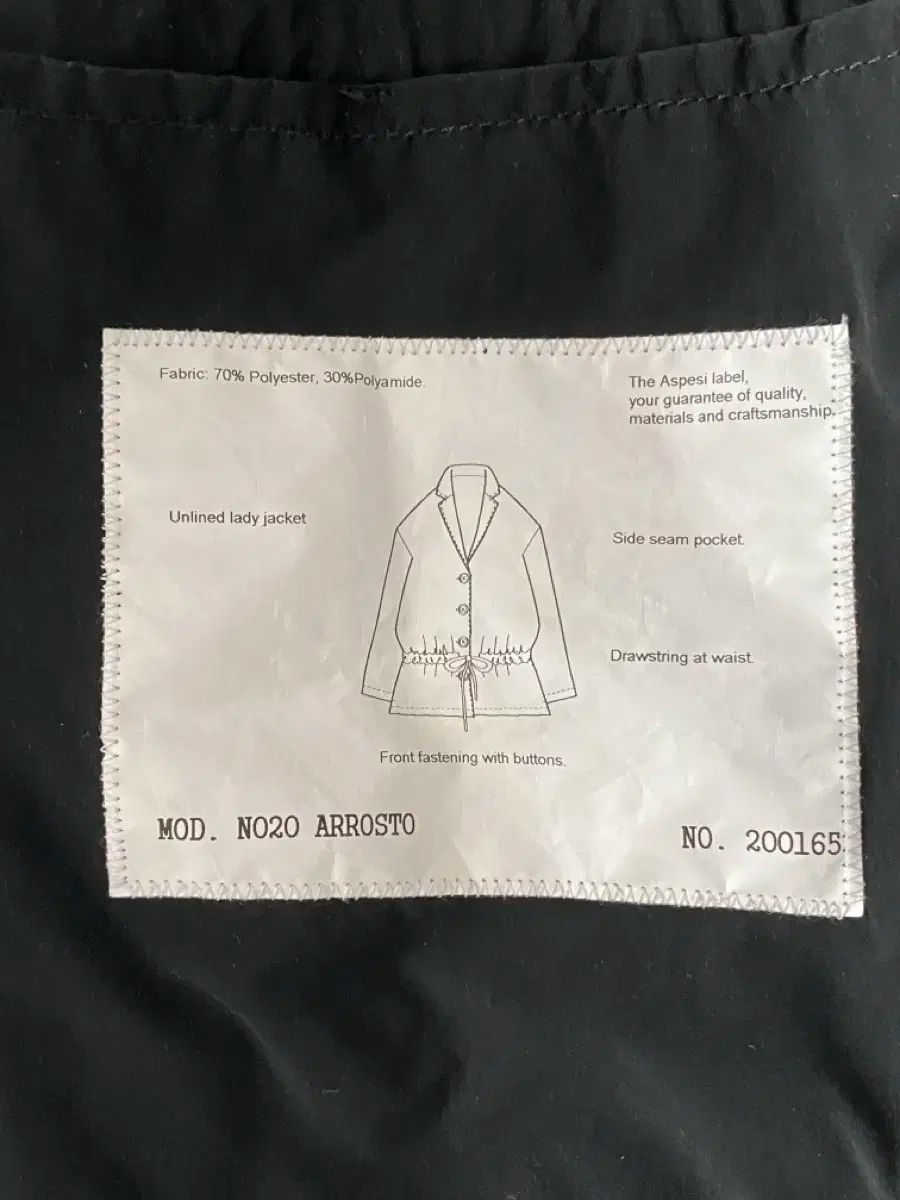 Fabric: 70% Polyester, 30%Polyamide.
The Aspesi label,
your guarantee of quality,
materials and craftsmanship.
Unlined lady jacket
Side seam pocket.
Drawstring at waist.
Front fastening with buttons.
MOD. NO20 ARROSTO
NO. 200165